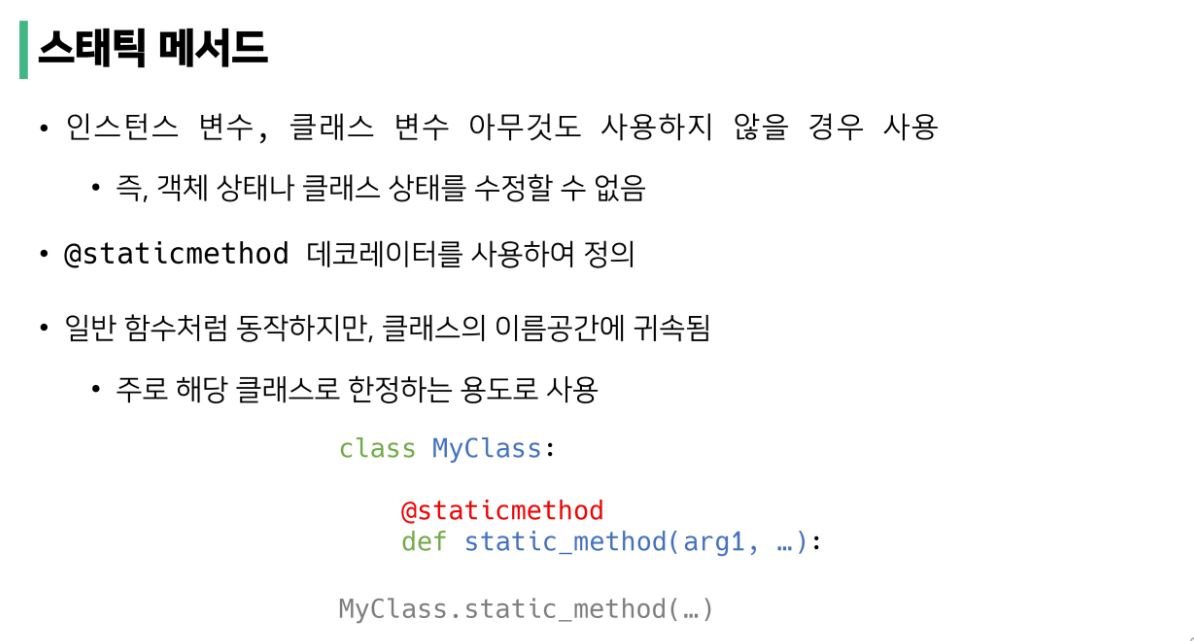 스태틱 메서드
• 인스턴스 변수, 클래스 변수 아무것도 사용하지 않을 경우 사용
• 즉, 객체 상태나 클래스 상태를 수정할 수 없음
• @staticmethod 데코레이터를 사용하여 정의
• 일반 함수처럼 동작하지만, 클래스의 이름공간에 귀속됨
• 주로 해당 클래스로 한정하는 용도로 사용
class MyClass:
@staticmethod
def static_method(arg1, …):
MyClass.static_method(…)